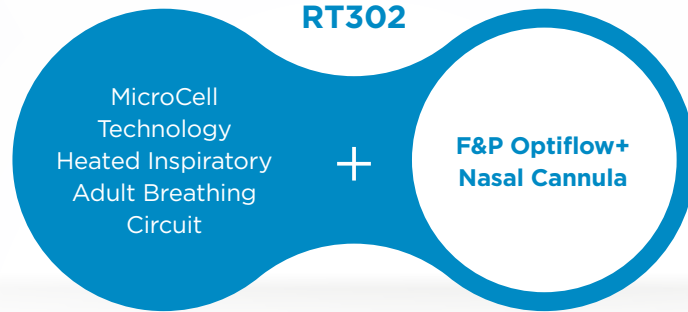 RT302
MicroCell
Technology
Heated Inspiratory
Adult Breathing
Circuit
+
F&P Optiflow+
Nasal Cannula